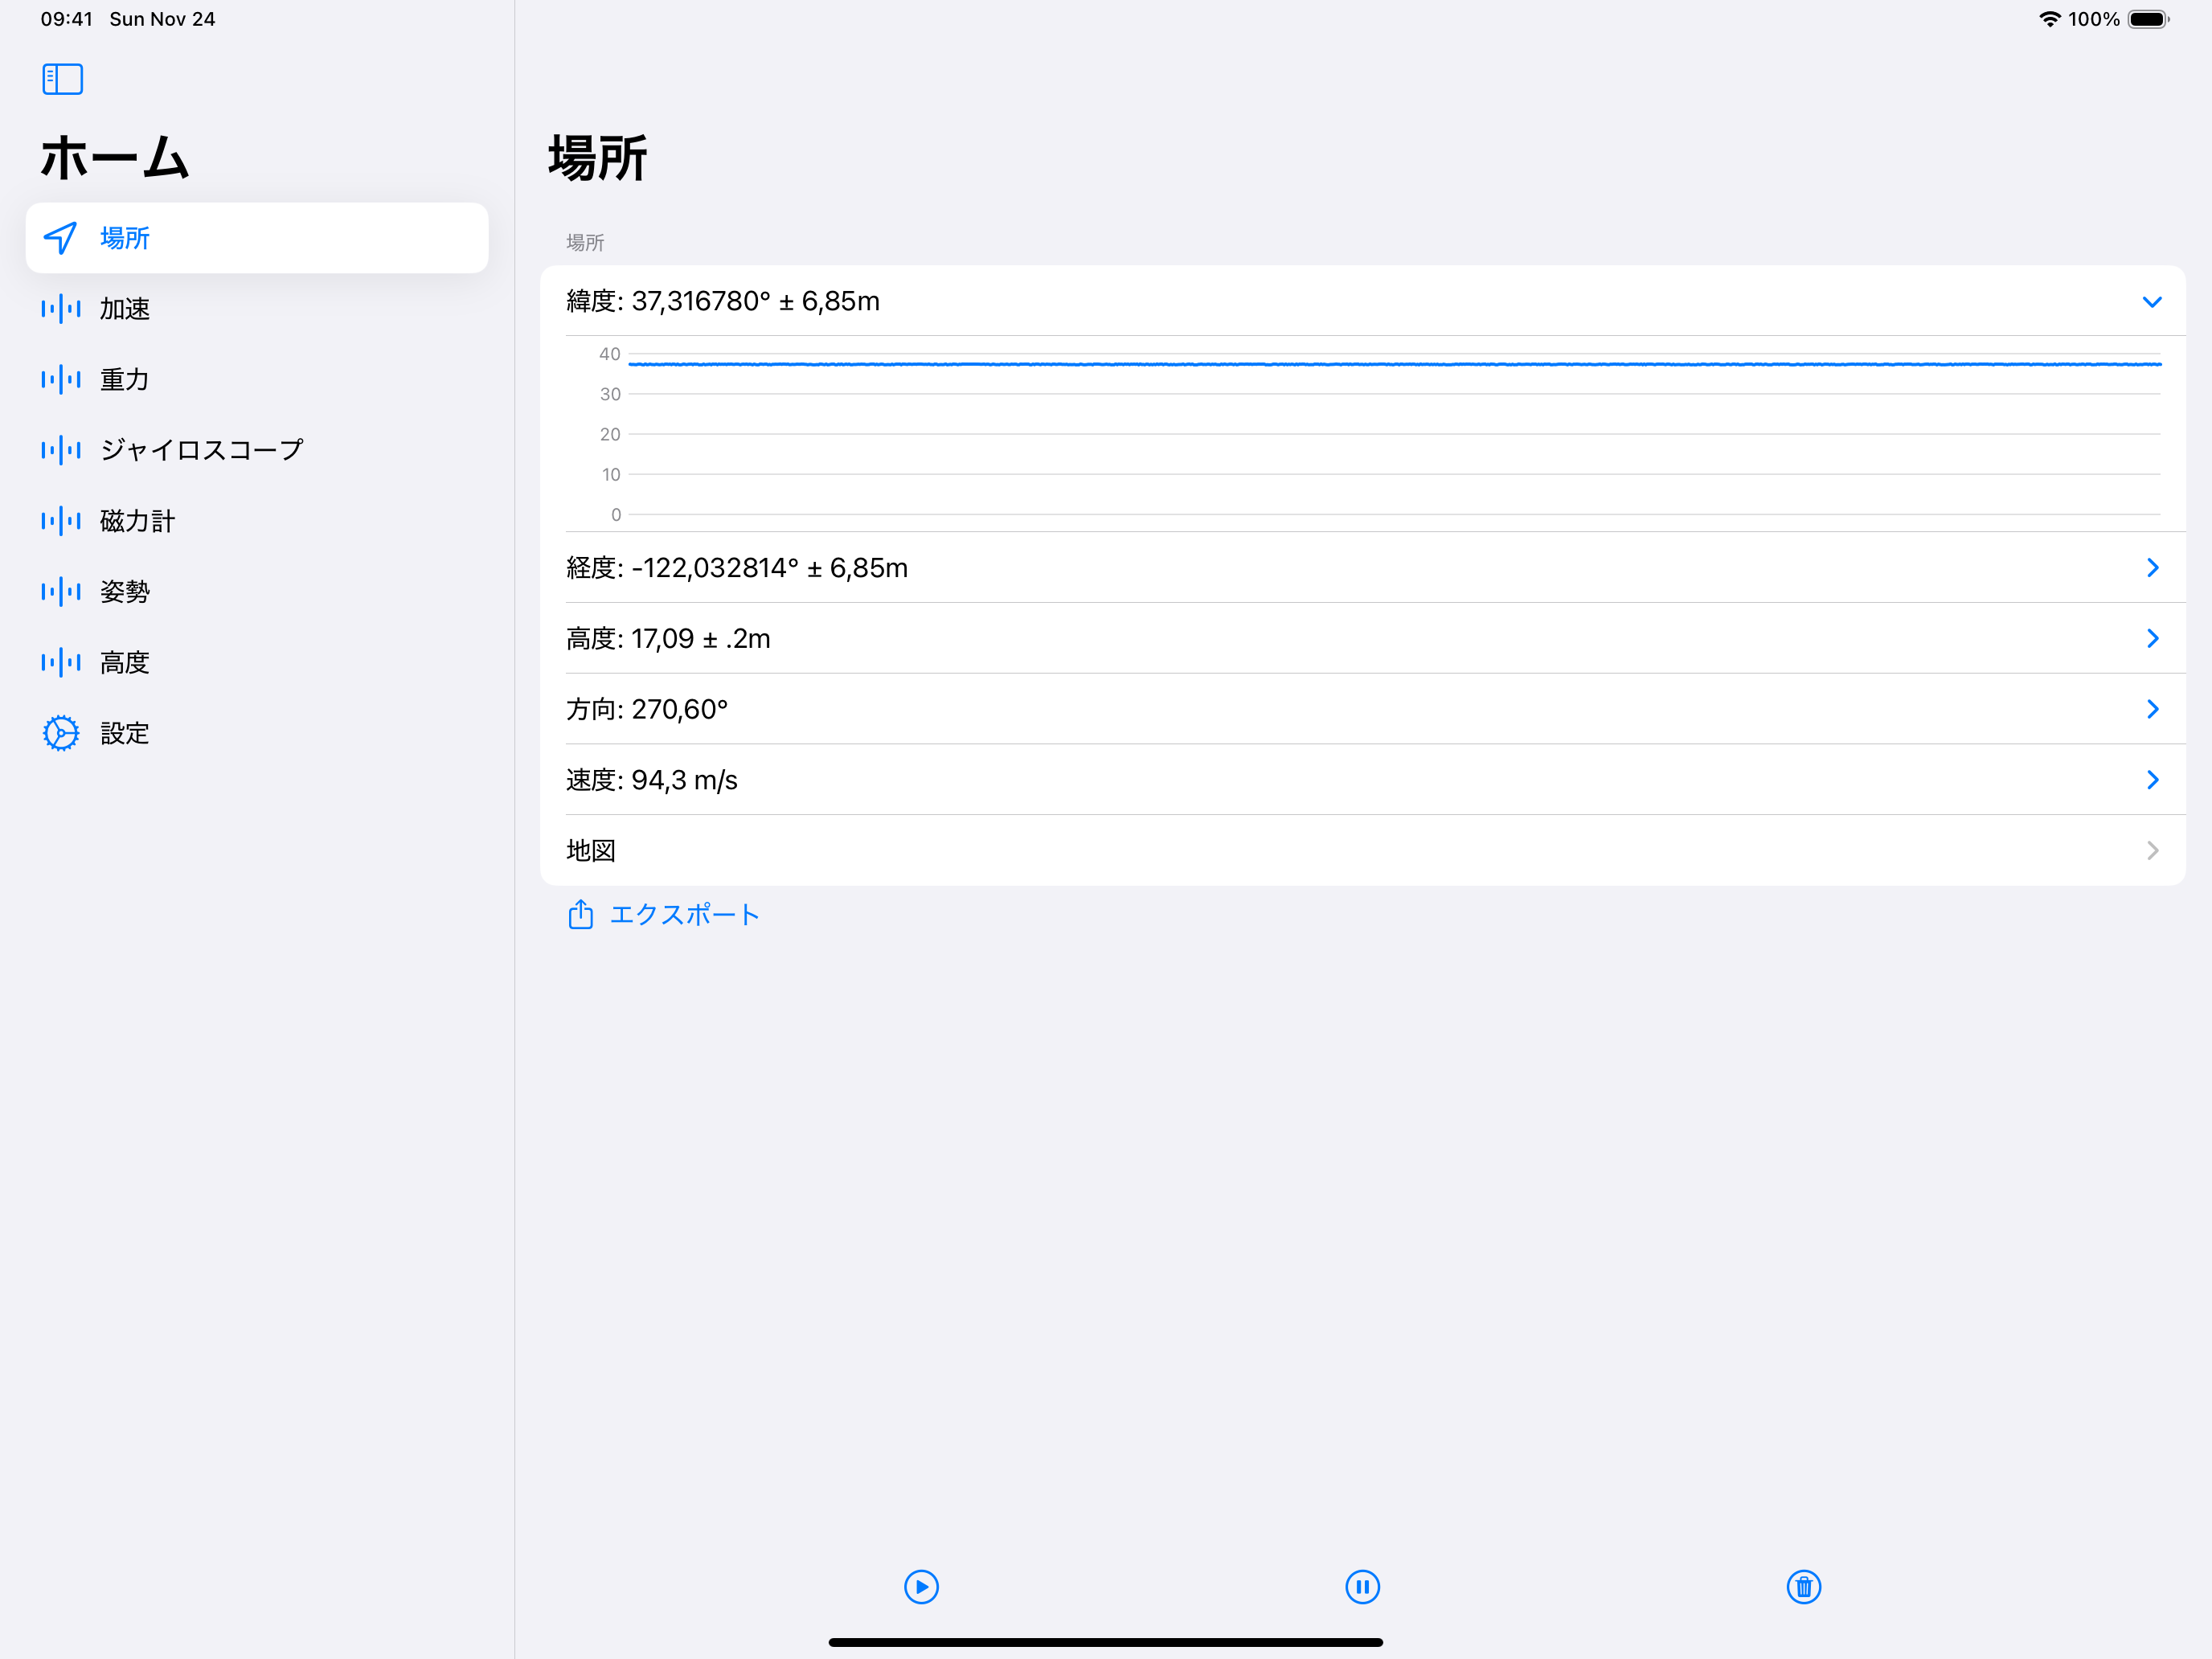 09:41 Sun Nov 24
100%
ホーム
場所
加速
重力
ジャイロスコープ
磁力計
姿勢
高度
設定
場所
場所
緯度: 37,316780° ± 6,85m
40
30
20
10
0
経度: -122,032814° ± 6,85m
高度: 17,09 ± .2m
方向: 270,60°
速度: 94,3 m/s
地図
エクスポート